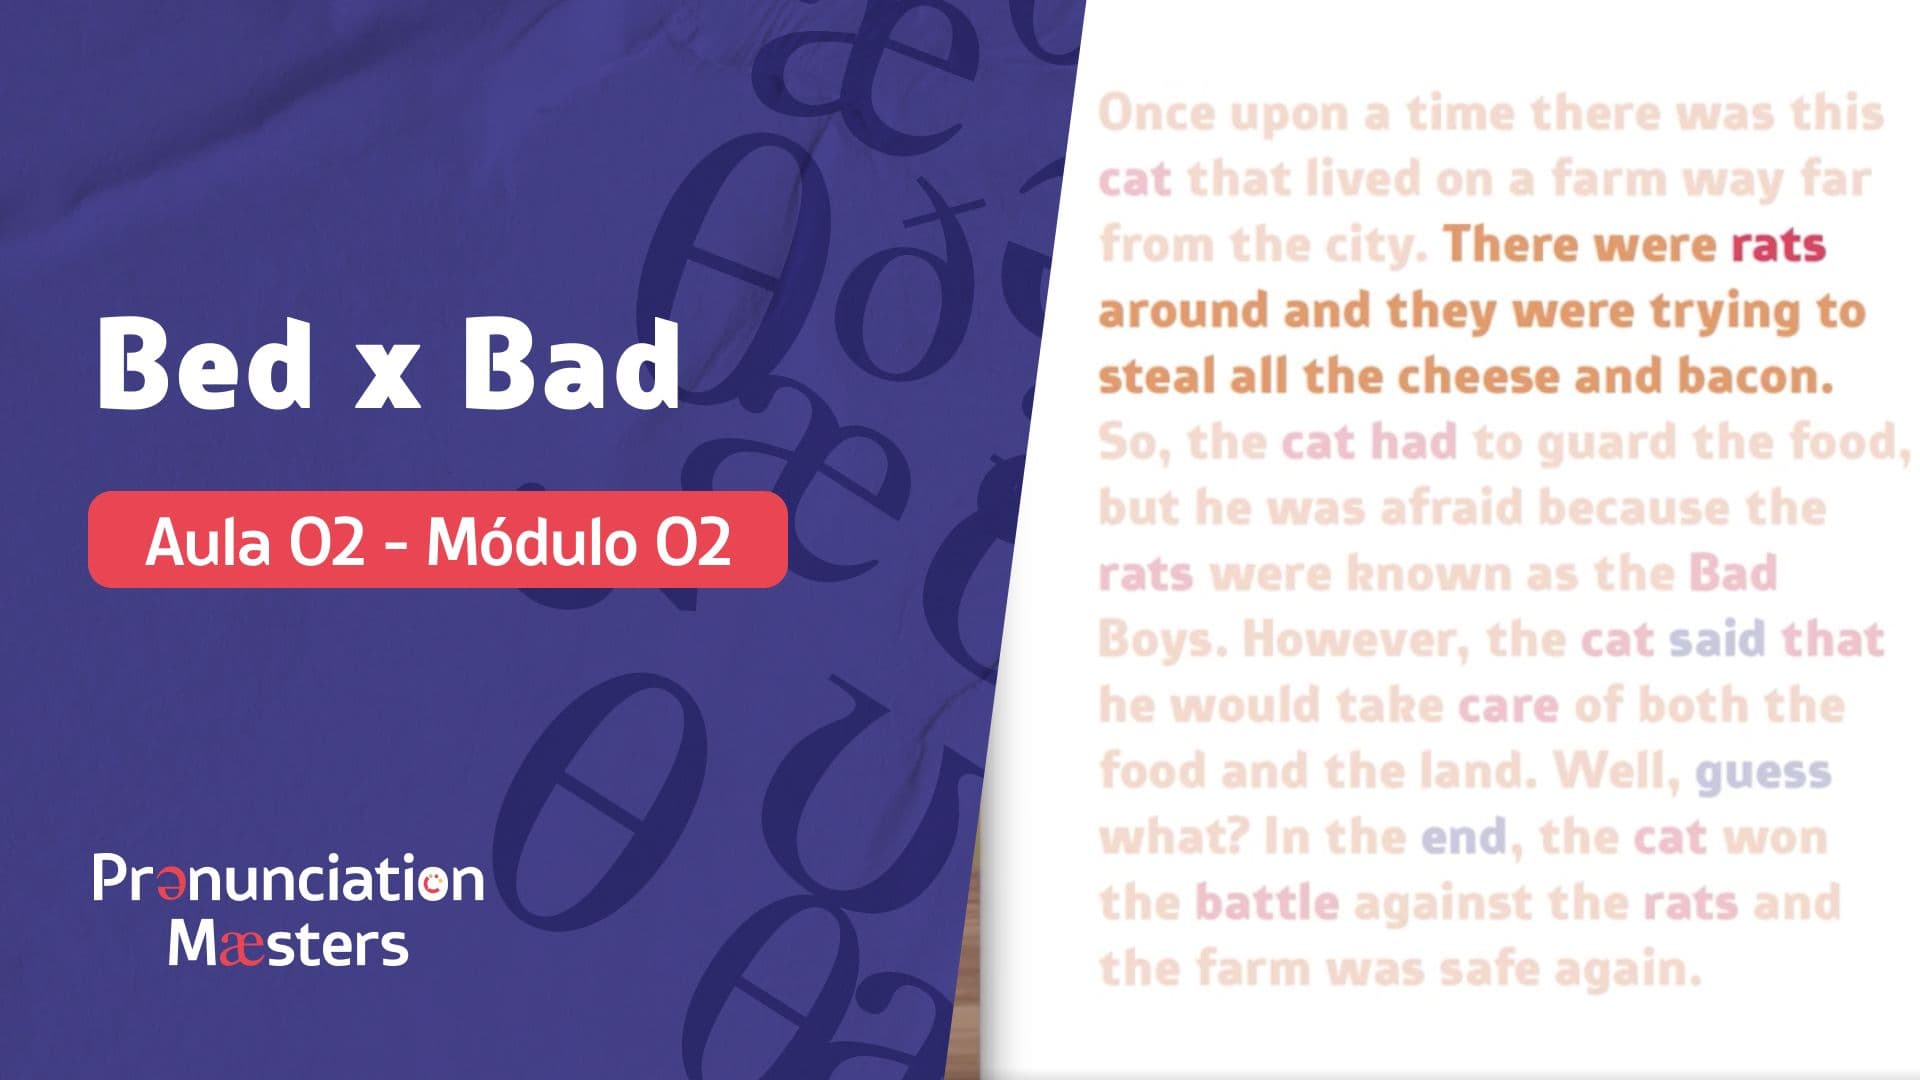 Bed x Bad
Aula 02 - Módulo 02
Prənunciation
Mæsters
Once upon a time there was this
cat that lived on a farm way far
from the city. There were rats
around and they were trying to
steal all the cheese and bacon.
So, the cat had to guard the food,
but he was afraid because the
rats were known as the Bad
Boys. However, the cat said that
he would take care of both the
food and the land. Well, guess
what? In the end, the cat won
the battle against the rats and
the farm was safe again.